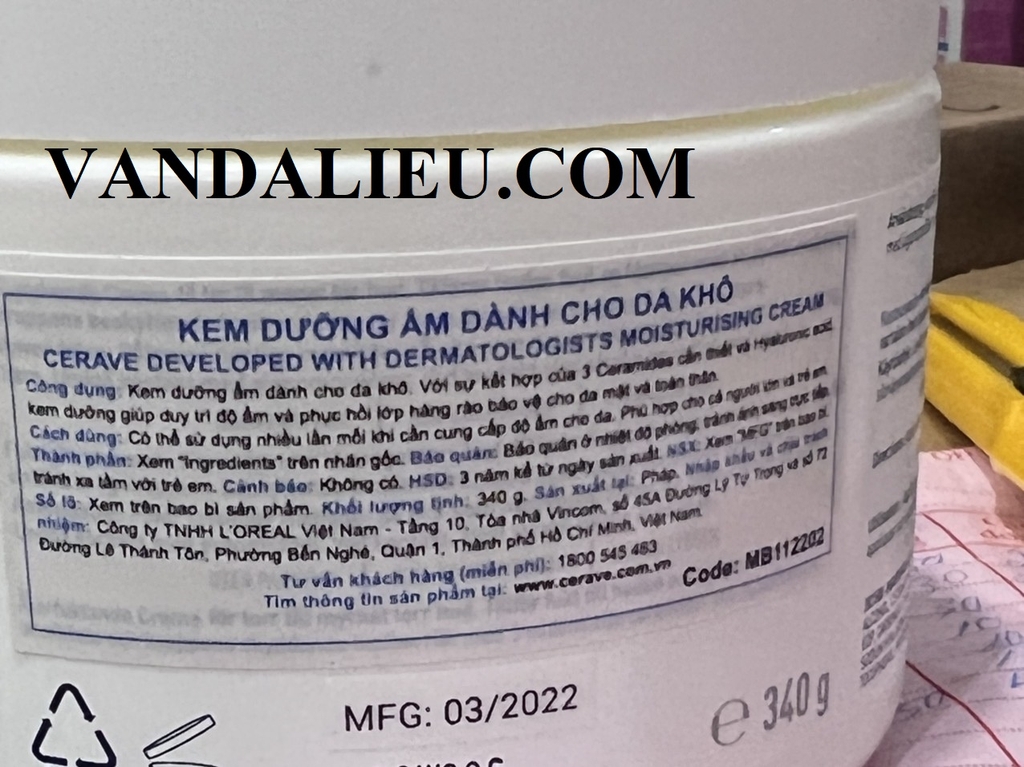 VANDALIEU.COM
KEM DƯỠNG ẨM DÀNH CHO DA KHÔ
CERAVE DEVELOPED WITH DERMATOLOGISTS MOISTURISING CREAM
Công dụng: Kem dưỡng ẩm dành cho da khô. Với sự kết hợp của 3 Ceramides cần thiết và Hyaluronic acid,
kem dưỡng giúp duy trì độ ẩm và phục hồi lớp hàng rào bảo vệ cho da mặt và toàn thân.
Cách dùng: Có thể sử dụng nhiều lần mỗi khi cần cung cấp độ ẩm cho da. Phù hợp cho cả người lớn và trẻ em.
Thành phần: Xem "Ingredients" trên nhãn gốc. Bảo quản: Bảo quản ở nhiệt độ phòng, tránh ánh sáng trực tiếp,
tránh xa tầm với trẻ em. Cảnh báo: Không có. HSD: 3 năm kể từ ngày sản xuất. NSX: Xem "MFG" trên bao bì.
Số lô: Xem trên bao bì sản phẩm. Khối lượng tịnh: 340 g. Sản xuất tại: Pháp. Nhập khẩu và chịu trách
nhiệm: Công ty TNHH L'OREAL Việt Nam - Tầng 10, Tòa nhà Vincom, số 45A Đường Lý Tự Trọng và số 72
Đường Lê Thánh Tôn, Phường Bến Nghé, Quận 1, Thành phố Hồ Chí Minh, Việt Nam.
Tư vấn khách hàng (miễn phí): 1800 545 463
Tìm thông tin sản phẩm tại: www.cerave.com.vn
Code: MB112202
MFG: 03/2022
e 340 g